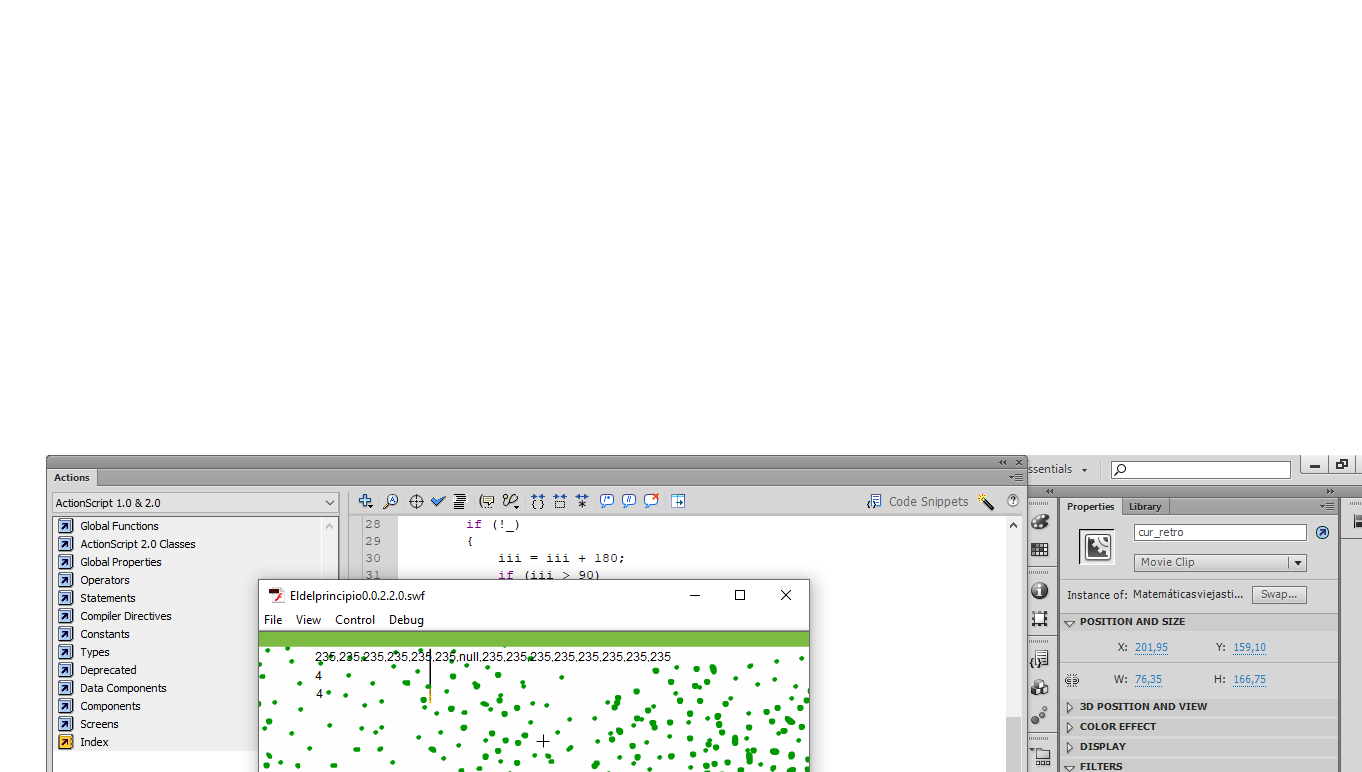 Actions
ssentials
ActionScript 1.0 & 2.0
Code Snippets
Properties
Library
Global Functions
ActionScript 2.0 Classes
Global Properties
Operators
Statements
Compiler Directives
Constants
Types
Deprecated
Data Components
Components
Screens
Index
28 if (!_)
29 {
30 iii = iii + 180;
31 if (iii > 90)
Eldelprincipio0.0.2.2.0.swf
File View Control Debug
235,235,235,235,235,235,null,235,235,235,235,235,235,235,235
4
4
cur_retro
Movie Clip
Instance of: Matemáticasviejasti... Swap...
POSITION AND SIZE
X: 201,95 Y: 159,10
W: 76,35 H: 166,75
3D POSITION AND VIEW
COLOR EFFECT
DISPLAY
FILTERS